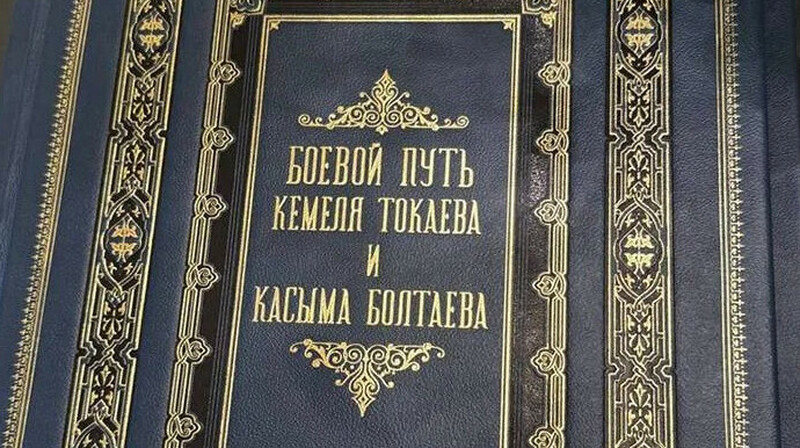 БОЕВОЙ ПУТЬ
КЕМЕЛЯ ТОКАЕВА
И
КАСЫМА БОЛТАЕВА